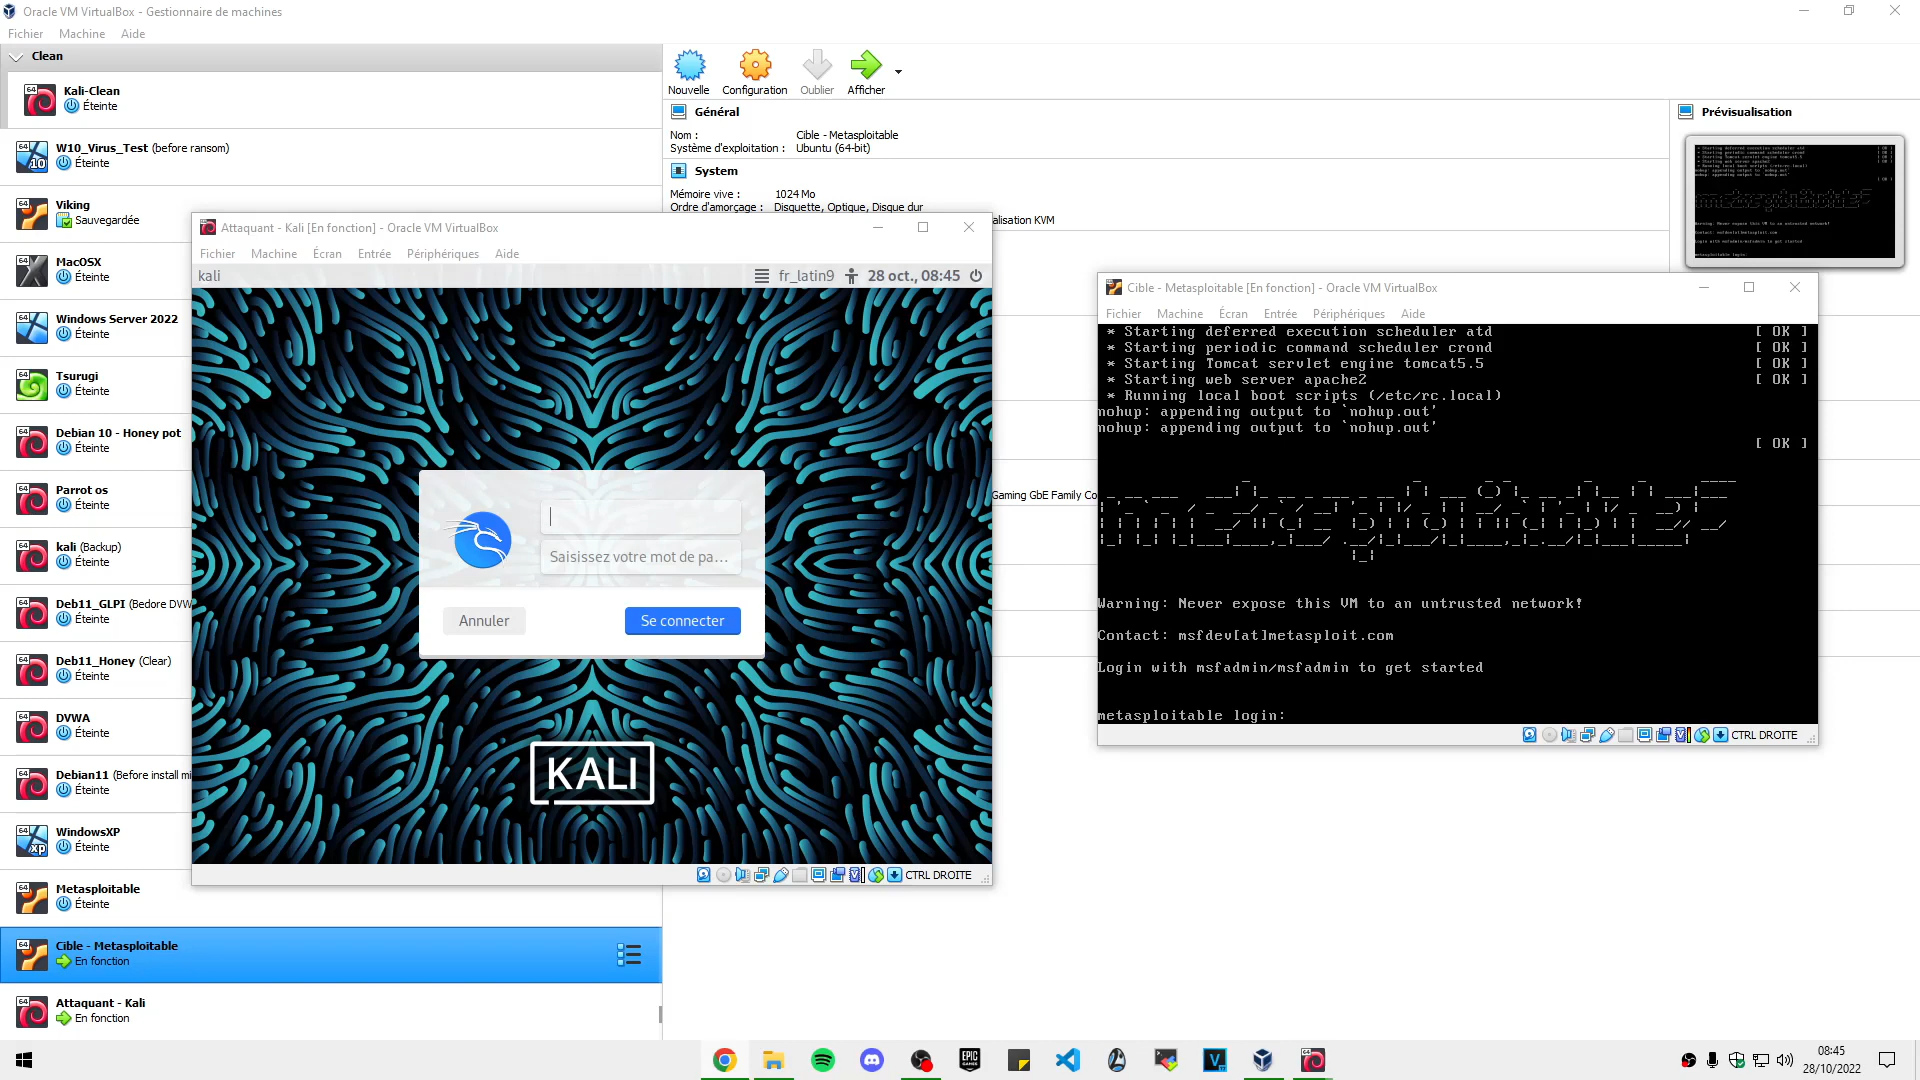 Oracle VM VirtualBox - Gestionnaire de machines
Fichier Machine Aide
Clean
Kali-Clean
Éteinte
W10_Virus_Test (before ransom)
Éteinte
Viking
Sauvegardée
MacOSX
Éteinte
Windows Server 2022
Éteinte
Tsurugi
Éteinte
Debian 10 - Honey pot
Éteinte
Parrot os
Éteinte
kali (Backup)
Éteinte
Deb11_GLPI (Bedore DVW
Éteinte
Deb11_Honey (Clear)
Éteinte
DVWA
Éteinte
Debian11 (Before install mi
Éteinte
WindowsXP
Éteinte
Metasploitable
Éteinte
Cible - Metasploitable
En fonction
Attaquant - Kali
En fonction
Nouvelle Configuration Oublier Afficher
Général
Nom : Cible - Metasploitable
Système d'exploitation : Ubuntu (64-bit)
System
Mémoire vive : 1024 Mo
Ordre d'amorçage : Disquette, Optique, Disque dur
alisation KVM
Gaming GbE Family Co
Prévisualisation
Attaquant - Kali [En fonction] - Oracle VM VirtualBox
Fichier Machine Écran Entrée Périphériques Aide
kali fr_latin9 28 oct., 08:45
Saisissez votre mot de pa...
Annuler Se connecter
KALI
CTRL DROITE
Cible - Metasploitable [En fonction] - Oracle VM VirtualBox
Fichier Machine Écran Entrée Périphériques Aide
* Starting deferred execution scheduler atd [ OK ]
* Starting periodic command scheduler crond [ OK ]
* Starting Tomcat servlet engine tomcat5.5 [ OK ]
* Starting web server apache2 [ OK ]
* Running local boot scripts (/etc/rc.local)
nohup: appending output to `nohup.out'
nohup: appending output to `nohup.out'
[ OK ]
metasploitable2
Warning: Never expose this VM to an untrusted network!
Contact: msfdev[at]metasploit.com
Login with msfadmin/msfadmin to get started
metasploitable login:
CTRL DROITE
EPIC GAMES
08:45
28/10/2022